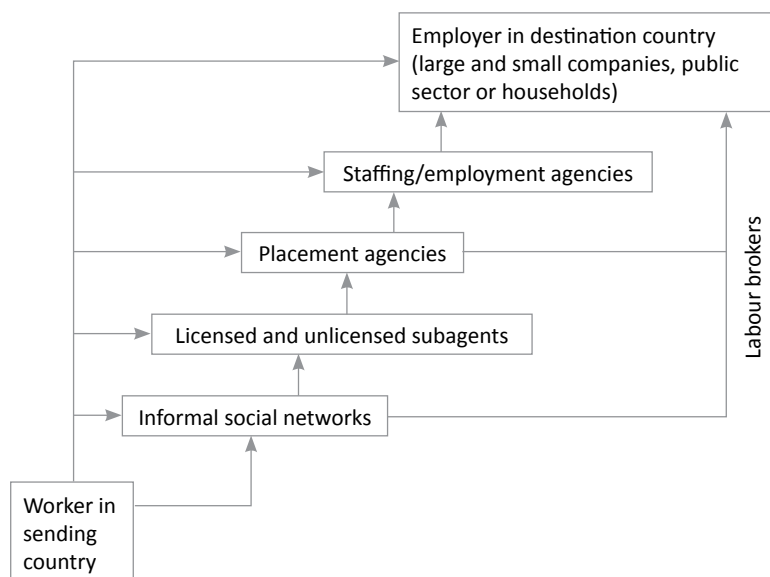 Employer in destination country
(large and small companies, public
sector or households)
Staffing/employment agencies
Placement agencies
Labour brokers
Licensed and unlicensed subagents
Informal social networks
Worker in
sending
country